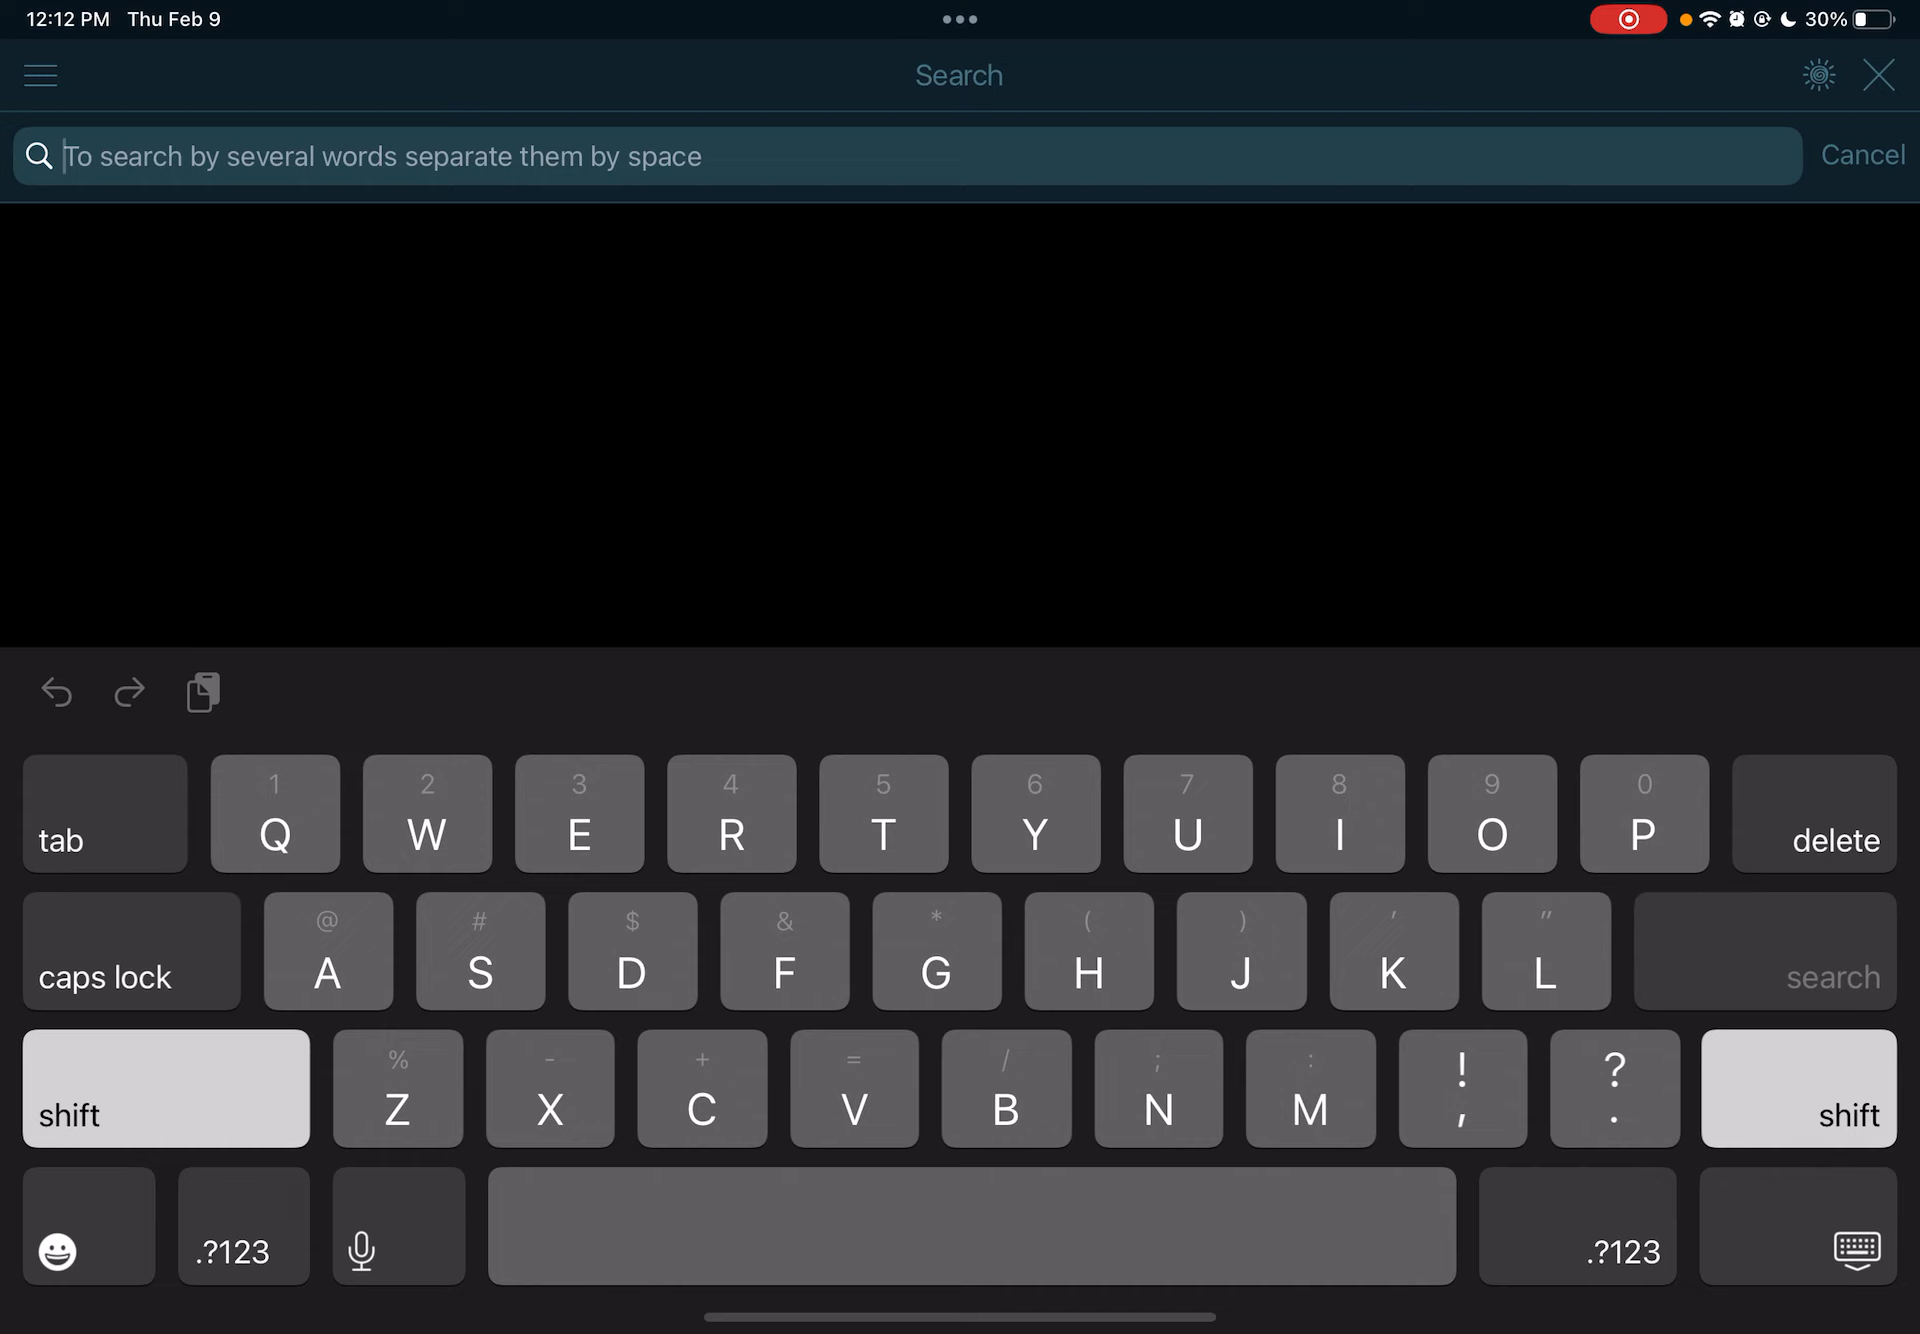 12:12 PM Thu Feb 9
30%
Search
To search by several words separate them by space
Cancel
1 2 3 4 5 6 7 8 9 0
tab Q W E R T Y U I O P delete
@ # $ & * ( ) ' "
caps lock A S D F G H J K L search
% - + = / ; : ! ?
shift Z X C V B N M , . shift
.?123 .?123